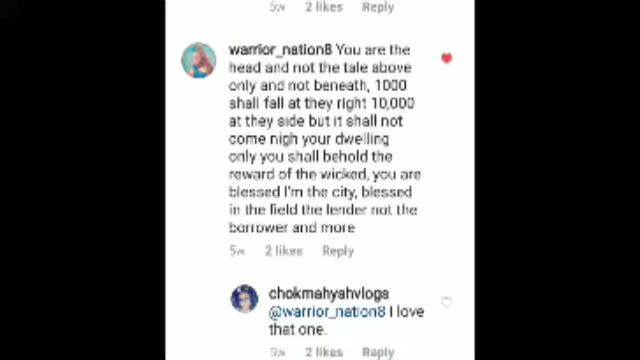 5w 2 likes Reply
warrior_nation8 You are the
head and not the tale above
only and not beneath, 1000
shall fall at they right 10,000
at they side but it shall not
come nigh your dwelling
only you shall behold the
reward of the wicked, you are
blessed I'm the city, blessed
in the field the lender not the
borrower and more
5w 2 likes Reply
chokmahyahvlogs
@warrior_nation8 I love
that one.
5w 2 likes Reply